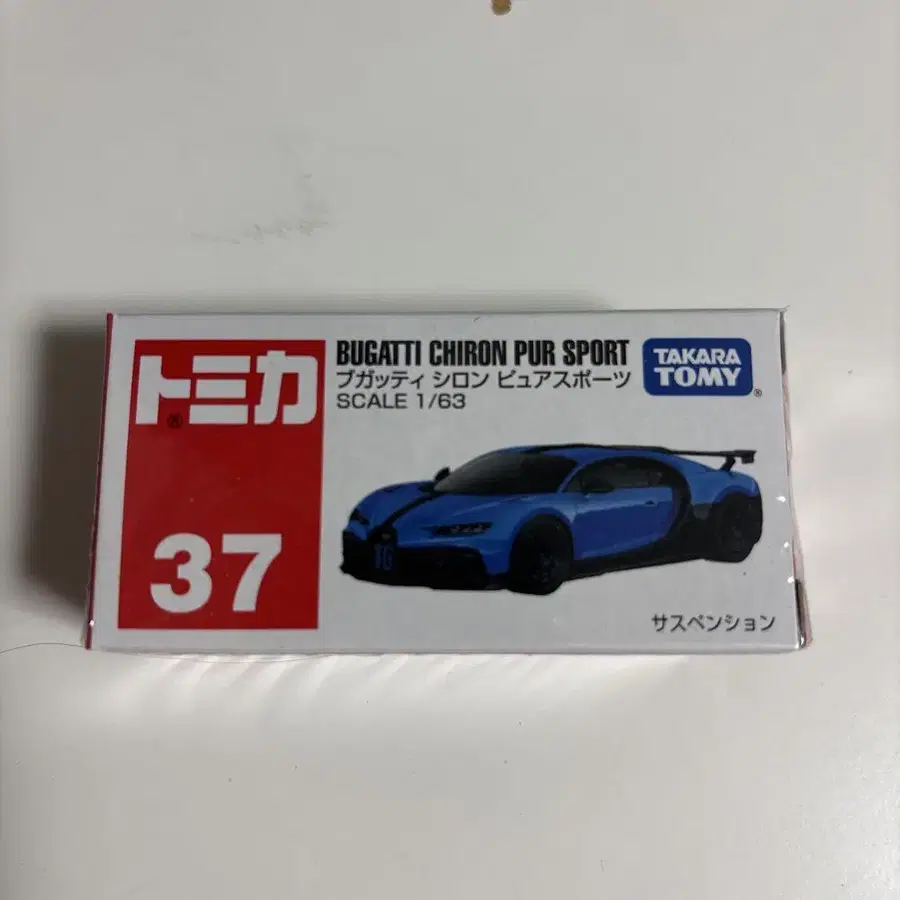 トミカ®
37
BUGATTI CHIRON PUR SPORT
ブガッティ シロン ピュアスポーツ
SCALE 1/63
TAKARA
TOMY®
16
サスペンション